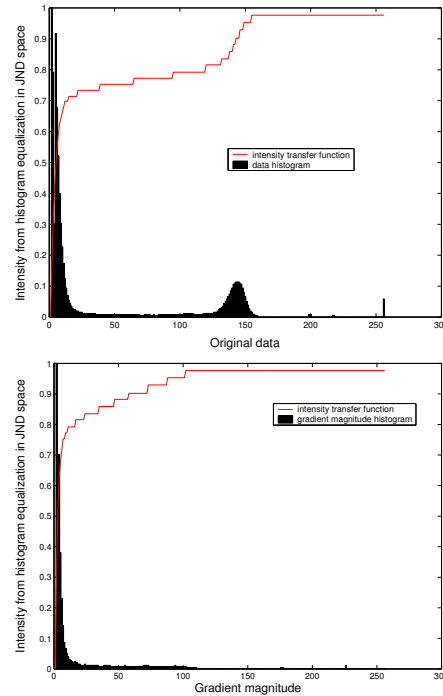 Intensity from histogram equalization in JND space
1
0.9
0.8
0.7
0.6
0.5
0.4
0.3
0.2
0.1
0
intensity transfer function
data histogram
0 50 100 150 200 250 300
Original data
Intensity from histogram equalization in JND space
1
0.9
0.8
0.7
0.6
0.5
0.4
0.3
0.2
0.1
0
intensity transfer function
gradient magnitude histogram
0 50 100 150 200 250
Gradient magnitude